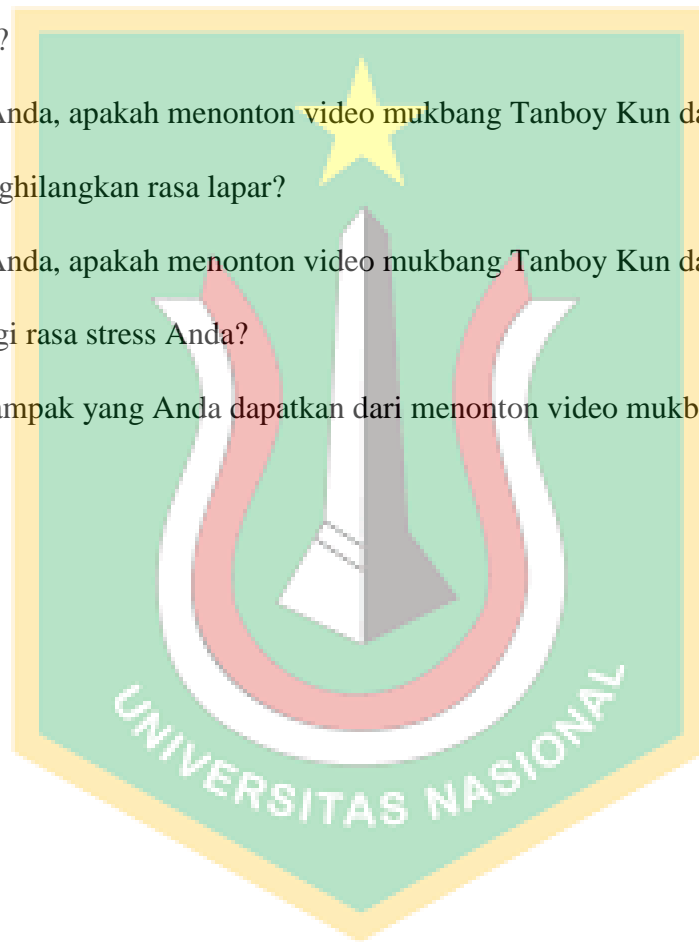 ?
Anda, apakah menonton video mukbang Tanboy Kun da
ghilangkan rasa lapar?
Anda, apakah menonton video mukbang Tanboy Kun da
gi rasa stress Anda?
ampak yang Anda dapatkan dari menonton video mukb
UNIVERSITAS NASIONAL